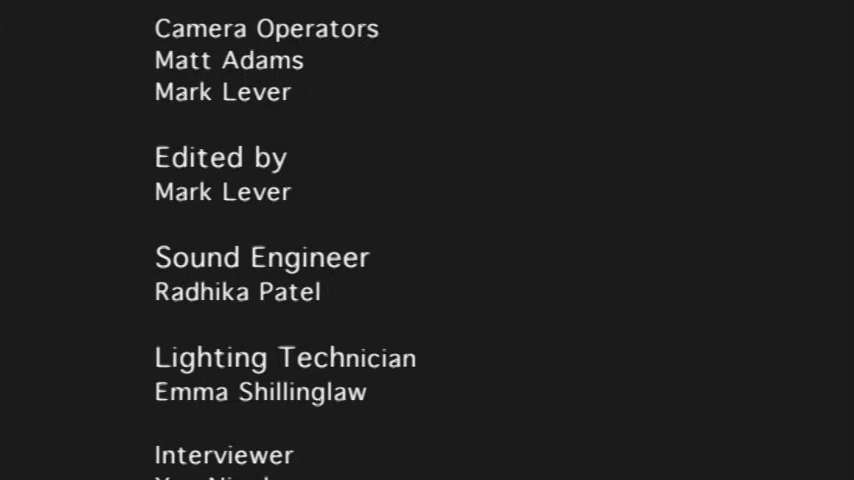 Camera Operators
Matt Adams
Mark Lever
Edited by
Mark Lever
Sound Engineer
Radhika Patel
Lighting Technician
Emma Shillinglaw
Interviewer